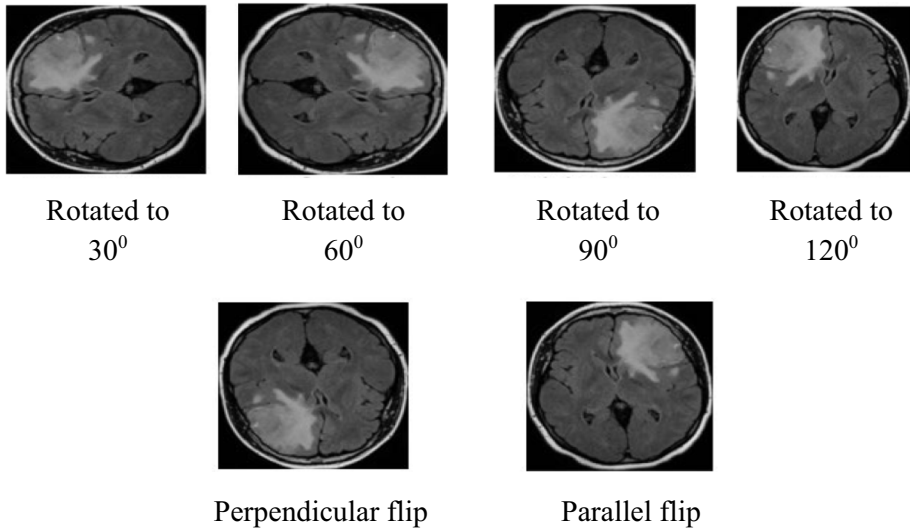 Rotated to Rotated to Rotated to Rotated to
30⁰ 60⁰ 90⁰ 120⁰
Perpendicular flip Parallel flip